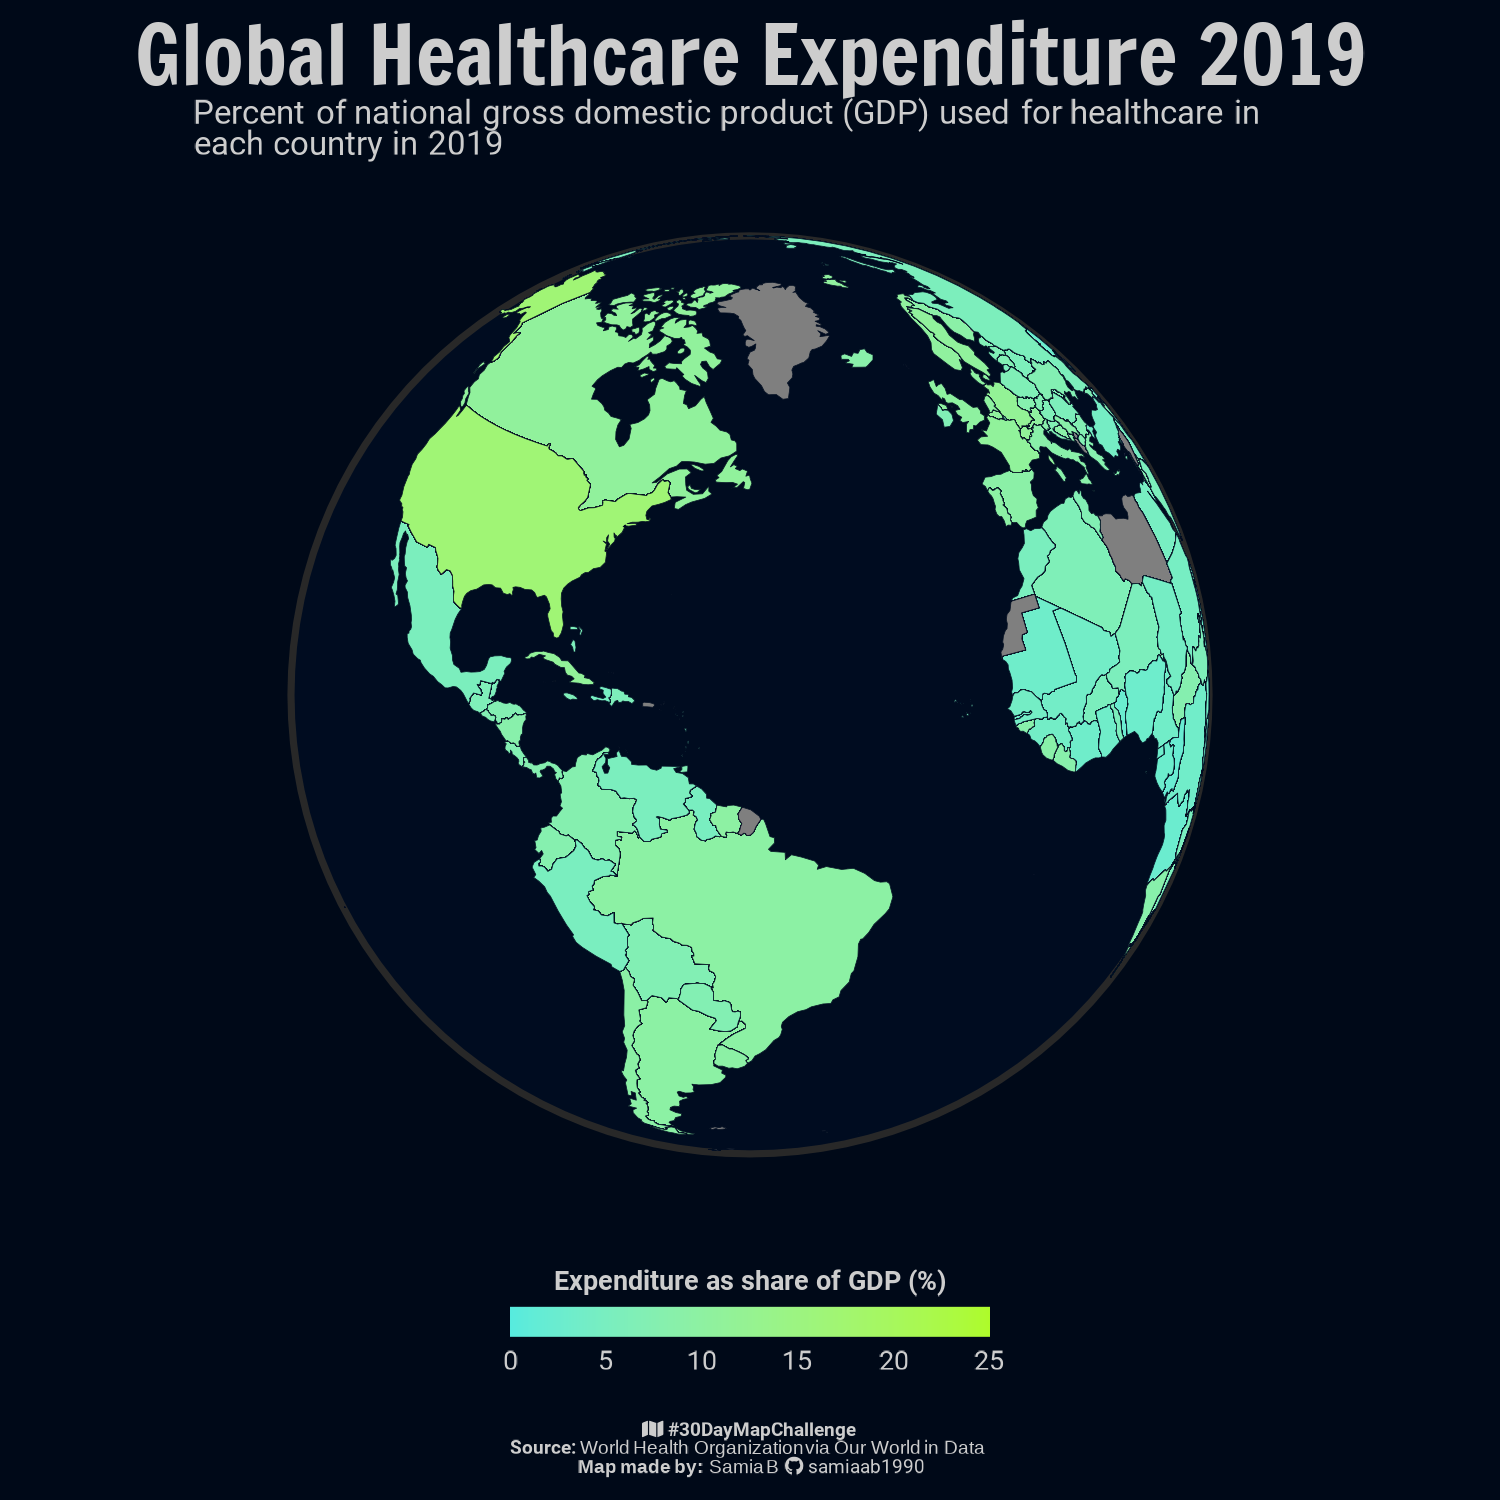 Global Healthcare Expenditure 2019
Percent of national gross domestic product (GDP) used for healthcare in
each country in 2019
Expenditure as share of GDP (%)
0 5 10 15 20 25
#30DayMapChallenge
Source: World Health Organization via Our World in Data
Map made by: Samia B samiaab1990